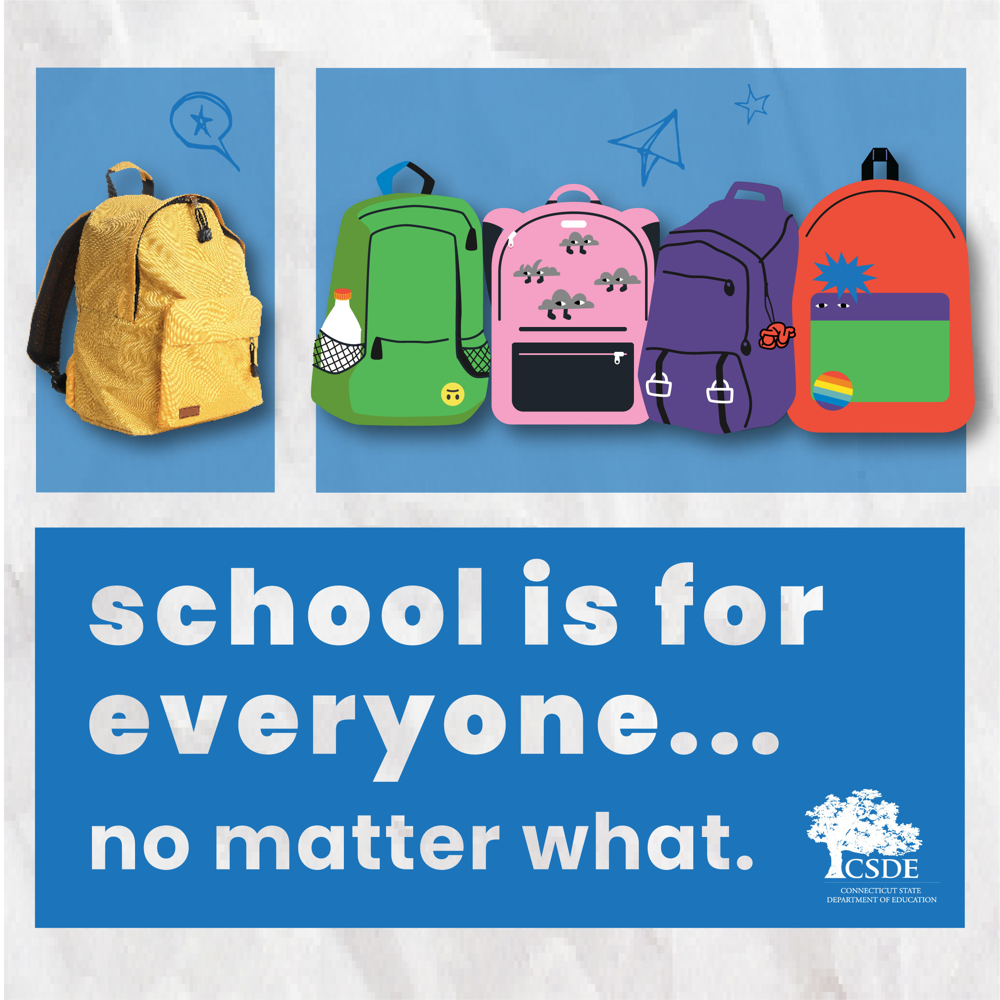 school is for
everyone...
no matter what.
CSDE
CONNECTICUT STATE
DEPARTMENT OF EDUCATION